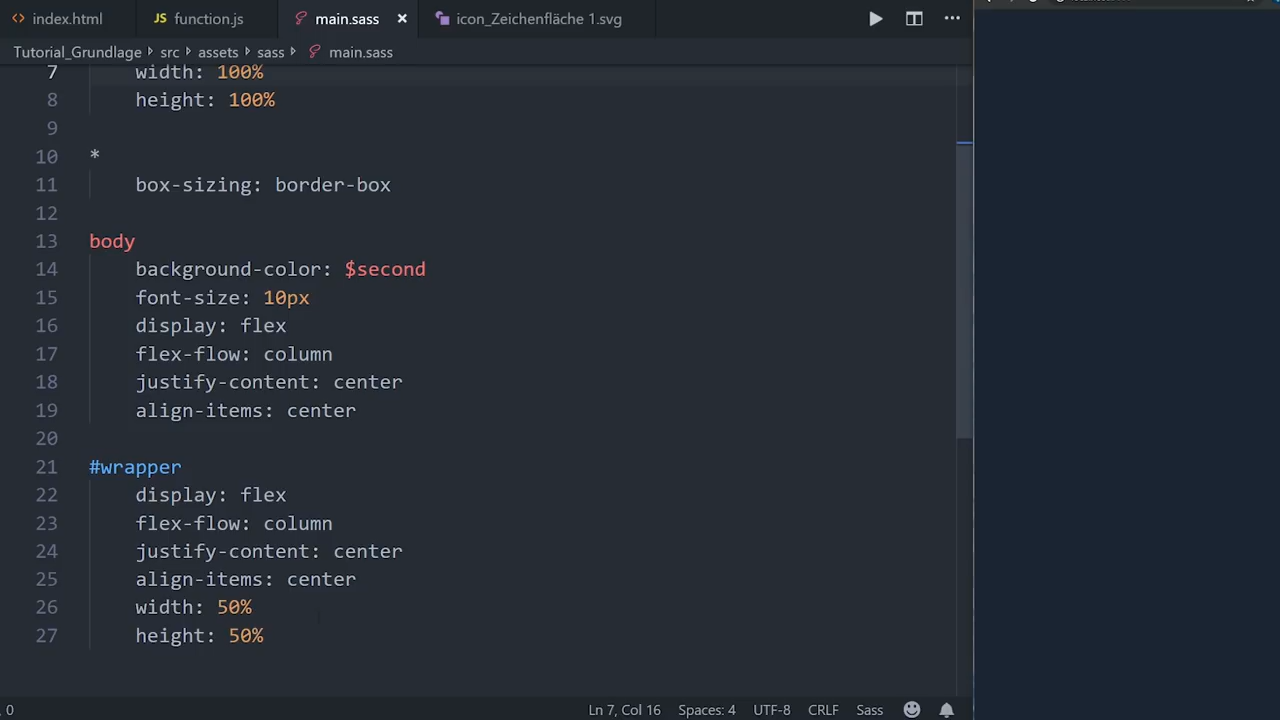 index.html function.js main.sass × icon_Zeichenfläche 1.svg
Tutorial_Grundlage > src > assets > sass > main.sass
7 width: 100%
8 height: 100%
9
10 *
11 box-sizing: border-box
12
13 body
14 background-color: $second
15 font-size: 10px
16 display: flex
17 flex-flow: column
18 justify-content: center
19 align-items: center
20
21 #wrapper
22 display: flex
23 flex-flow: column
24 justify-content: center
25 align-items: center
26 width: 50%
27 height: 50%
, 0 Ln 7, Col 16 Spaces: 4 UTF-8 CRLF Sass